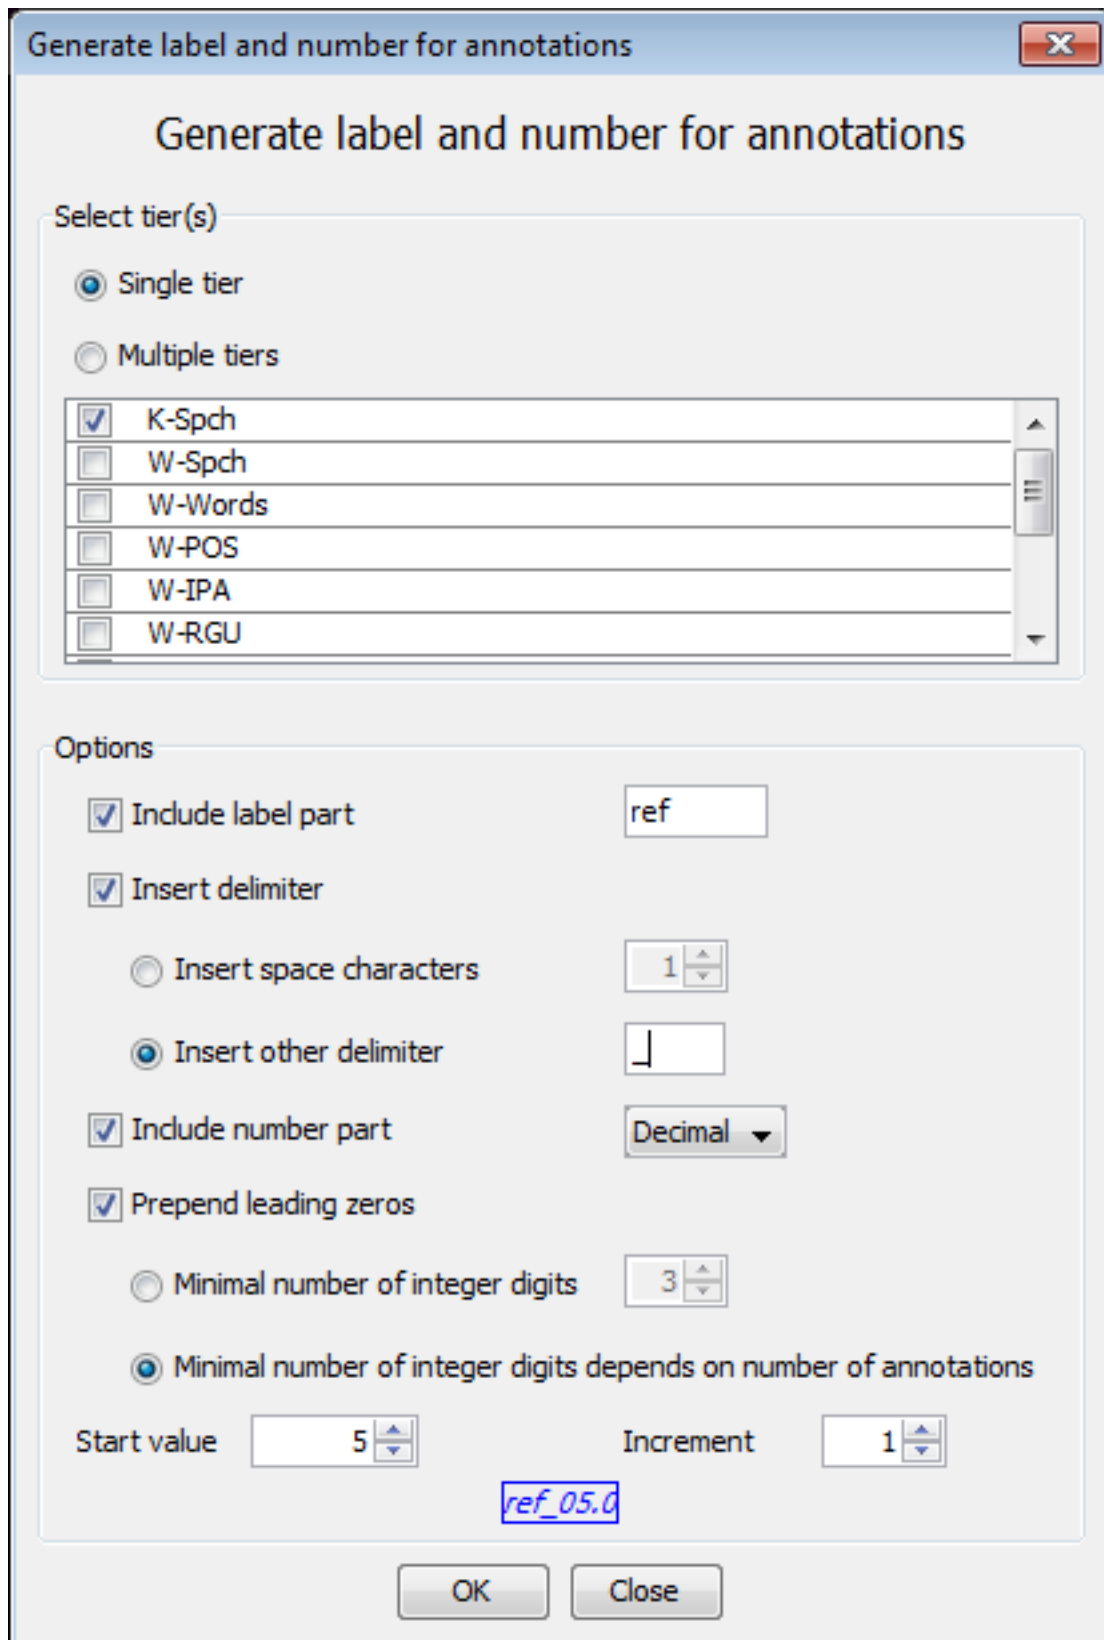 Generate label and number for annotations
Generate label and number for annotations
Select tier(s)
Single tier
Multiple tiers
K-Spch
W-Spch
W-Words
W-POS
W-IPA
W-RGU
Options
Include label part ref
Insert delimiter
Insert space characters 1
Insert other delimiter _
Include number part Decimal
Prepend leading zeros
Minimal number of integer digits 3
Minimal number of integer digits depends on number of annotations
Start value 5 Increment 1
ref_05.0
OK Close